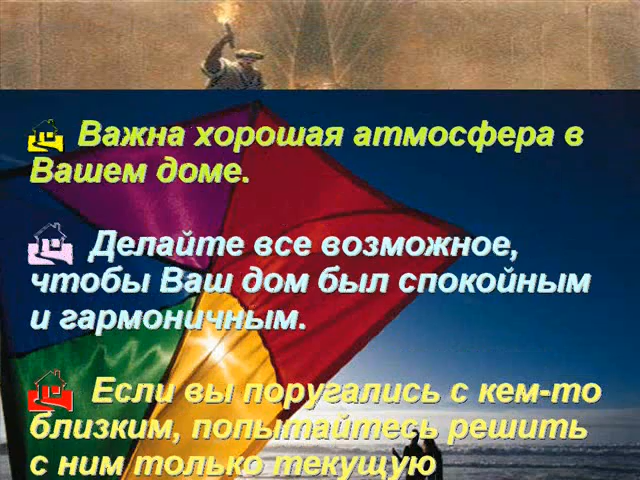 Важна хорошая атмосфера в
Вашем доме.
Делайте все возможное,
чтобы Ваш дом был спокойным
и гармоничным.
Если вы поругались с кем-то
близким, попытайтесь решить
с ним только текущую